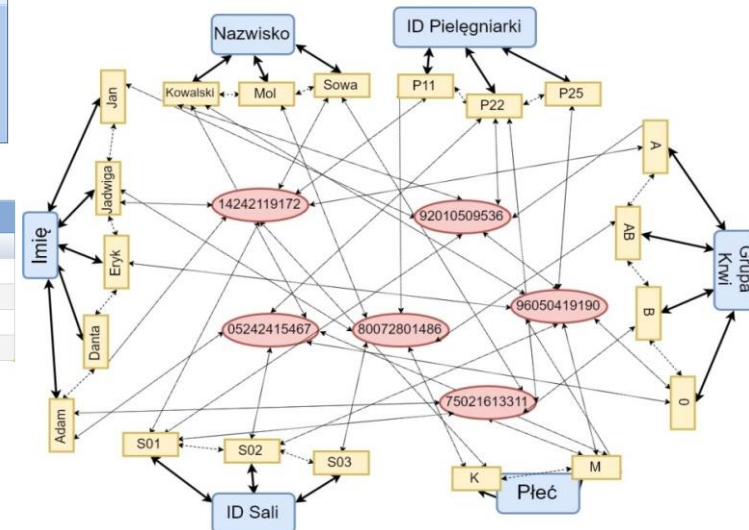 Nazwisko
ID Pielęgniarki
Kowalski
Mol
Sowa
P11
P22
P25
Jan
Jadwiga
Eryk
Danta
Adam
Imię
14242119172
92010509536
96050419190
05242415467
80072801486
75021613311
A
AB
B
0
Grupa
Krwi
S01
S02
S03
ID Sali
K
M
Płeć